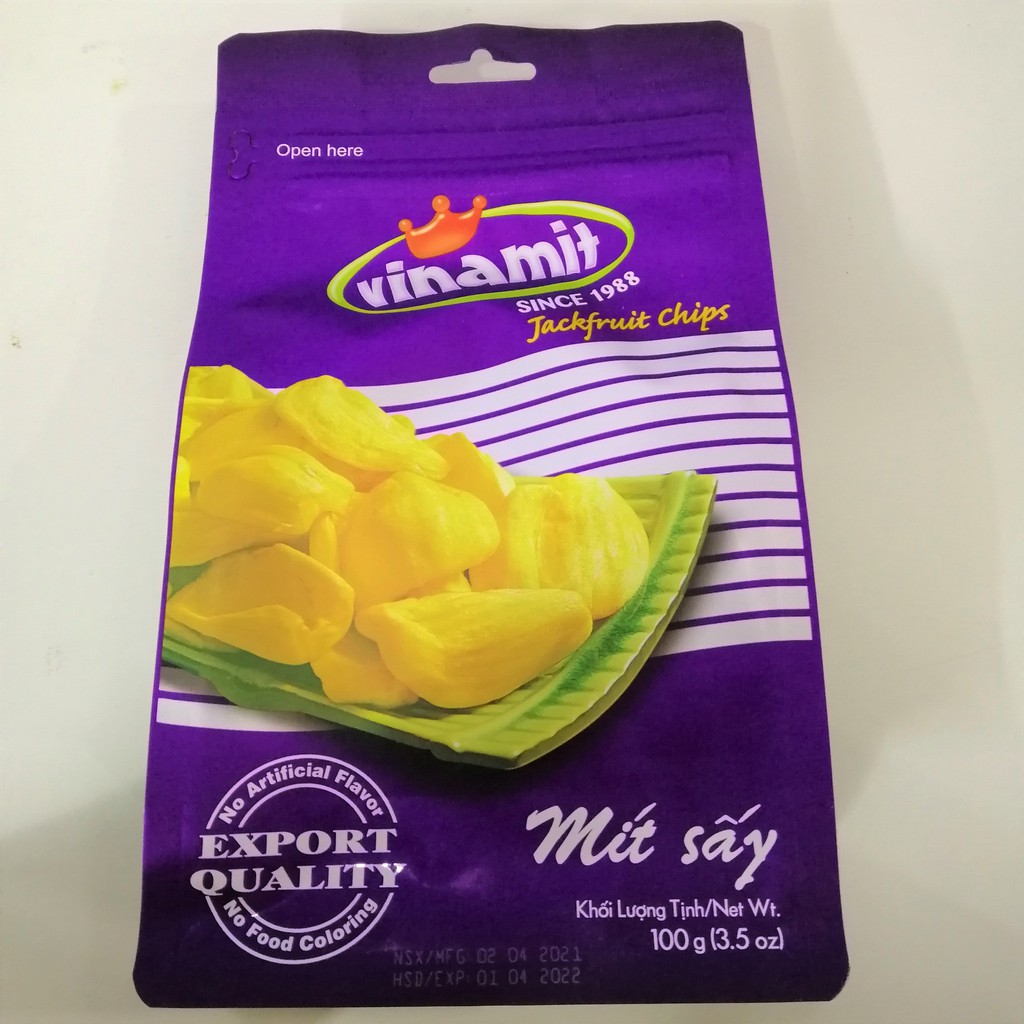 Open here
vinamit
SINCE 1988
Jackfruit Chips
No Artificial Flavor
EXPORT
QUALITY
No Food Coloring
Mít sấy
Khối Lượng Tịnh/Net Wt.
100 g (3.5 oz)
NSX/MFG 02 04 2021
HSD/EXP: 01 04 2022